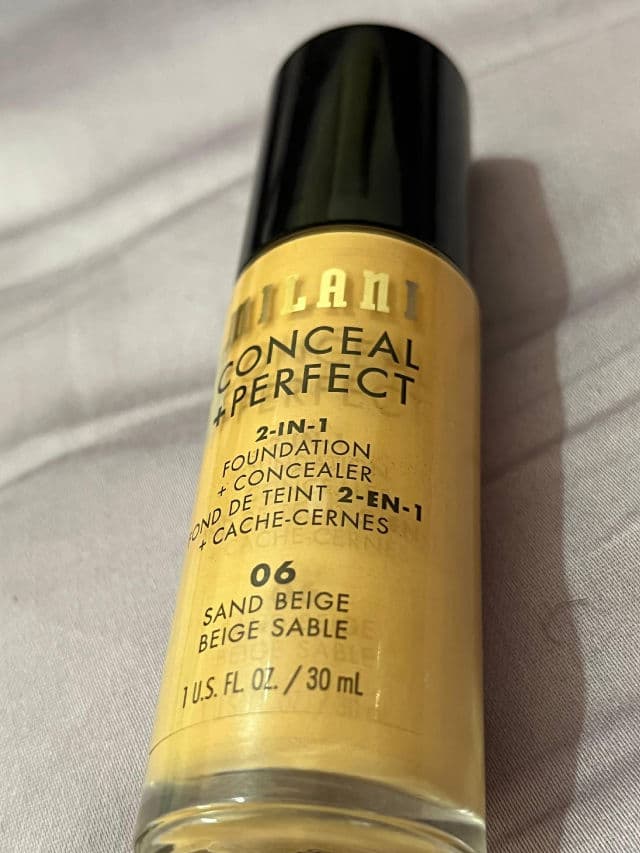 MILANI
CONCEAL
+ PERFECT
2-IN-1
FOUNDATION
+ CONCEALER
FOND DE TEINT 2-EN-1
+ CACHE-CERNES
06
SAND BEIGE
BEIGE SABLE
1 U.S. FL. OZ. / 30 mL